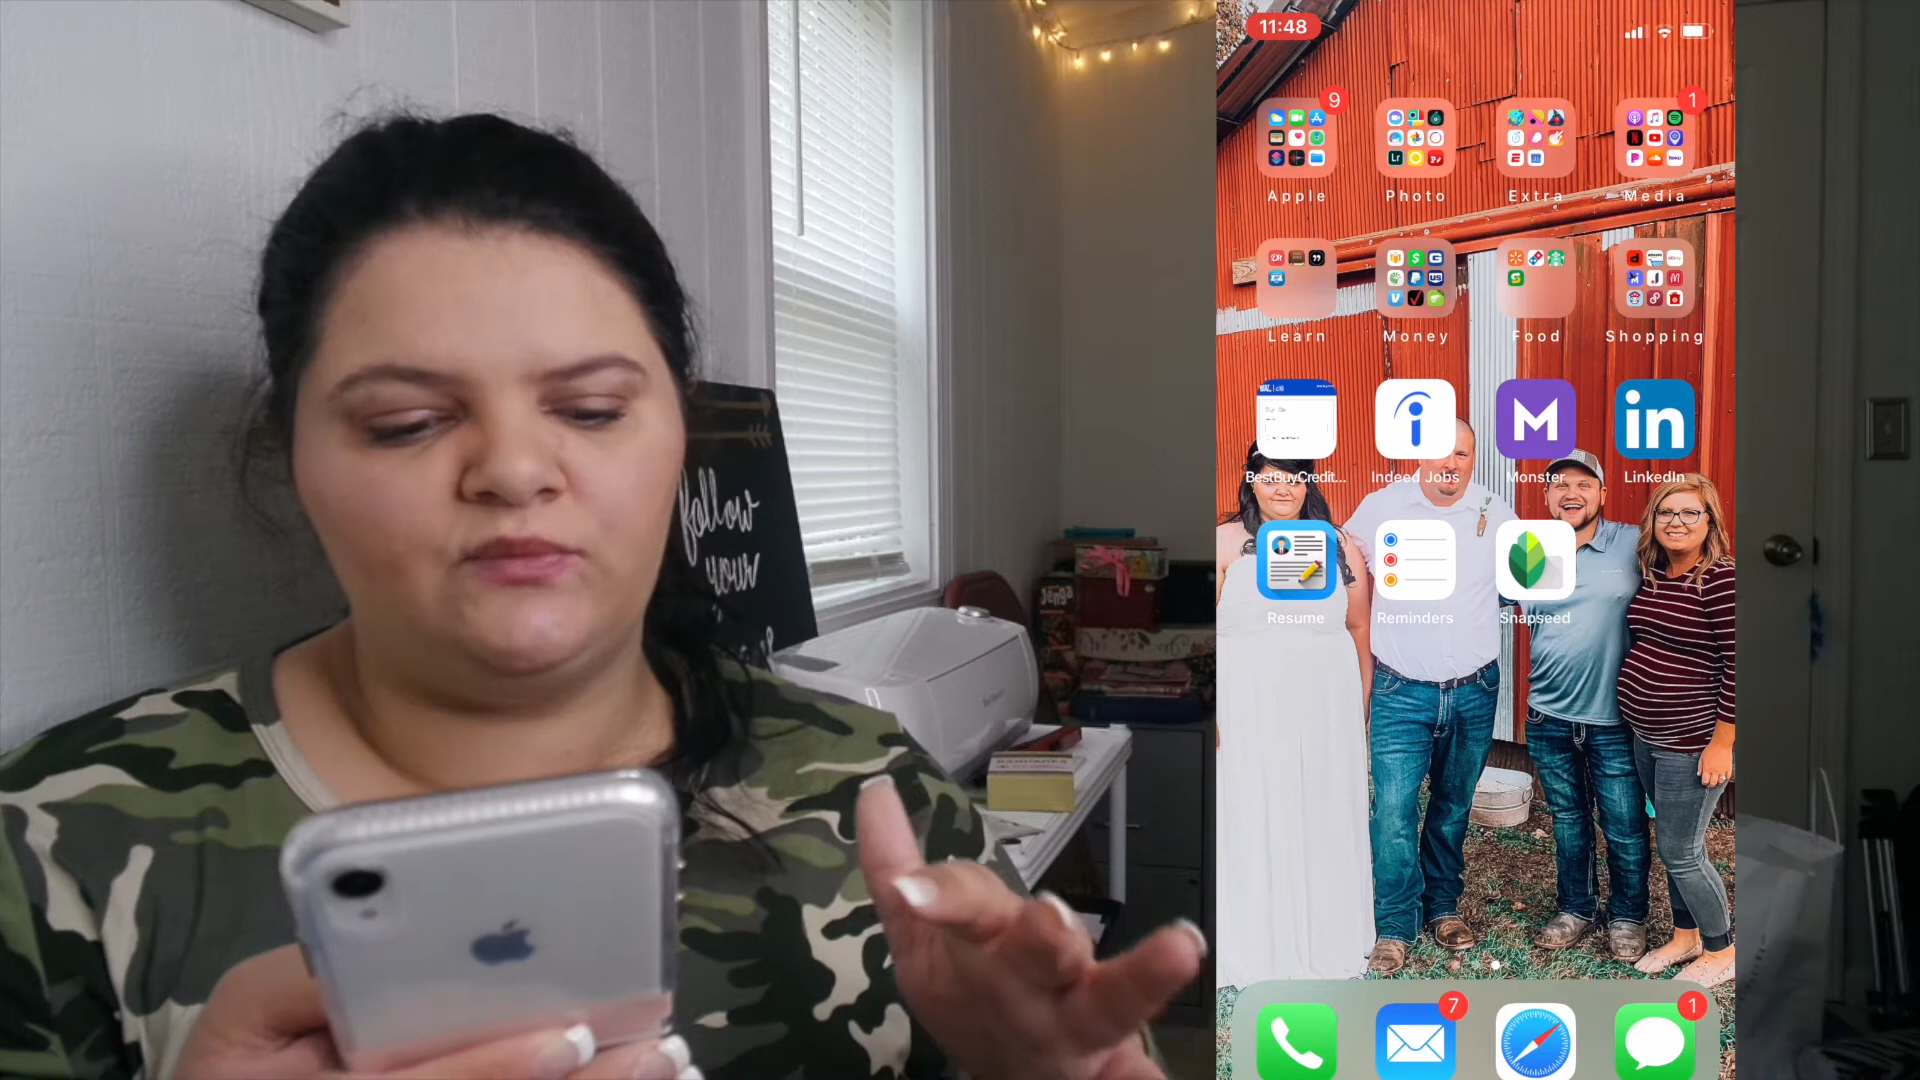 11:48
9
1
Apple
Photo
Extra
Media
Learn
Money
Food
Shopping
BestBuyCredit...
Indeed Jobs
Monster
LinkedIn
Resume
Reminders
Snapseed
7
1
follow
your
Jenga